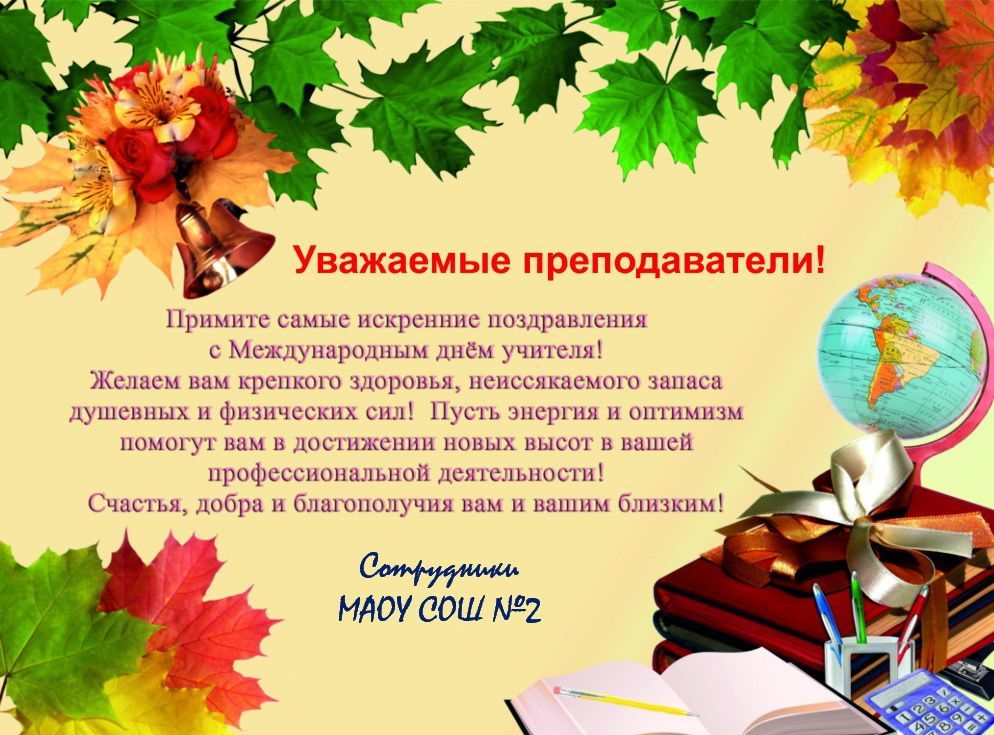 Уважаемые преподаватели!
Примите самые искренние поздравления
с Международным днём учителя!
Желаем вам крепкого здоровья, неиссякаемого запаса
душевных и физических сил! Пусть энергия и оптимизм
помогут вам в достижении новых высот в вашей
профессиональной деятельности!
Счастья, добра и благополучия вам и вашим близким!
Сотрудники
МАОУ СОШ №2